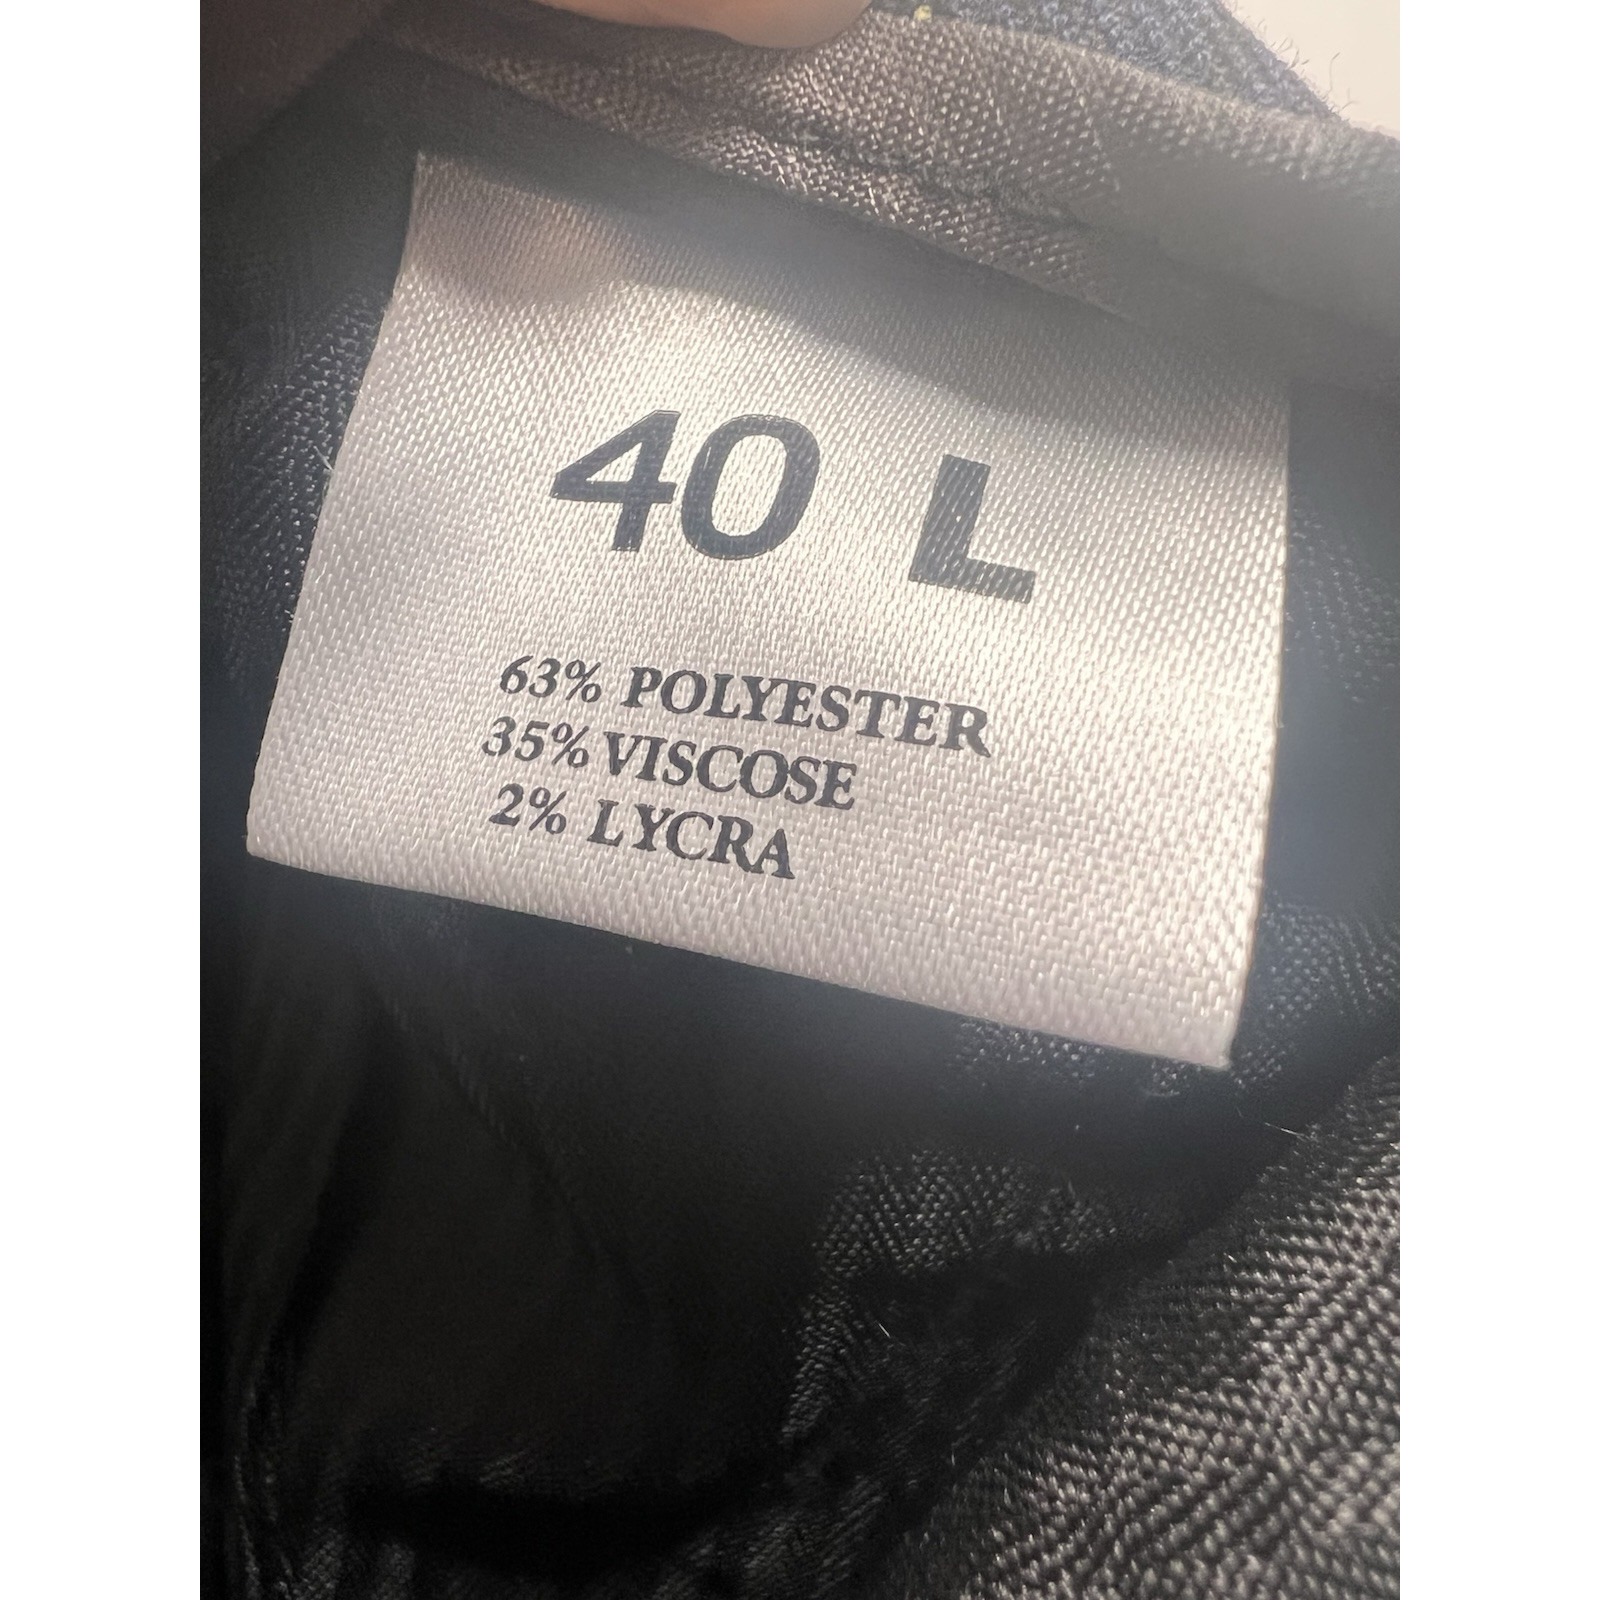 40 L
63% POLYESTER
35% VISCOSE
2% LYCRA